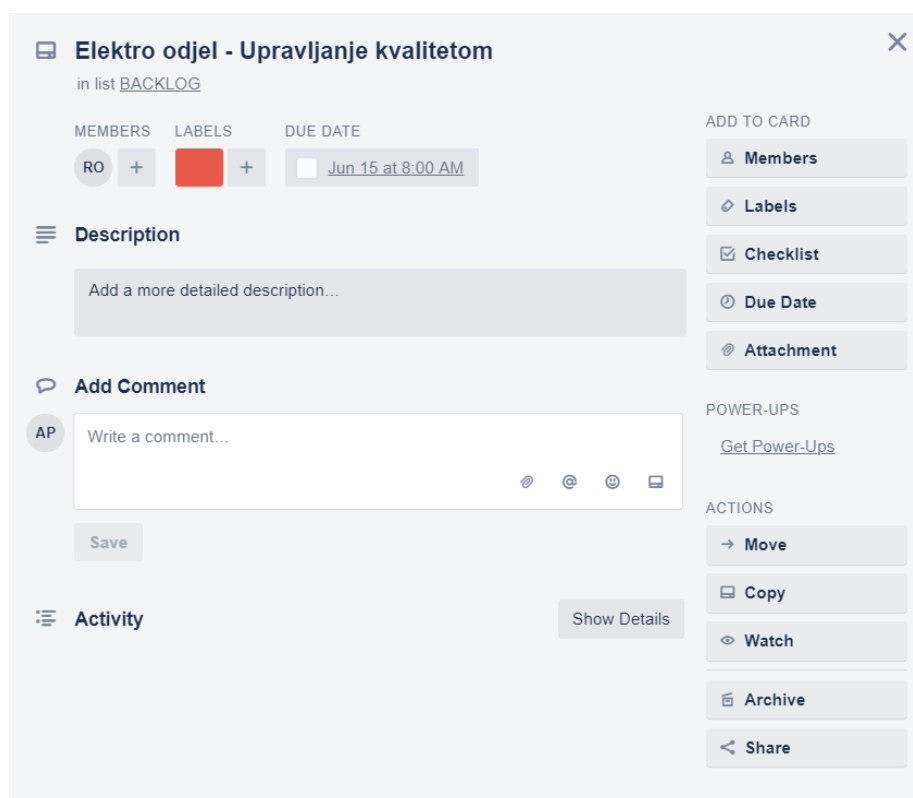 Elektro odjel - Upravljanje kvalitetom
in list BACKLOG
MEMBERS LABELS DUE DATE
RO + + Jun 15 at 8:00 AM
Description
Add a more detailed description...
Add Comment
AP
Write a comment...
Save
Activity
Show Details
ADD TO CARD
Members
Labels
Checklist
Due Date
Attachment
POWER-UPS
Get Power-Ups
ACTIONS
Move
Copy
Watch
Archive
Share